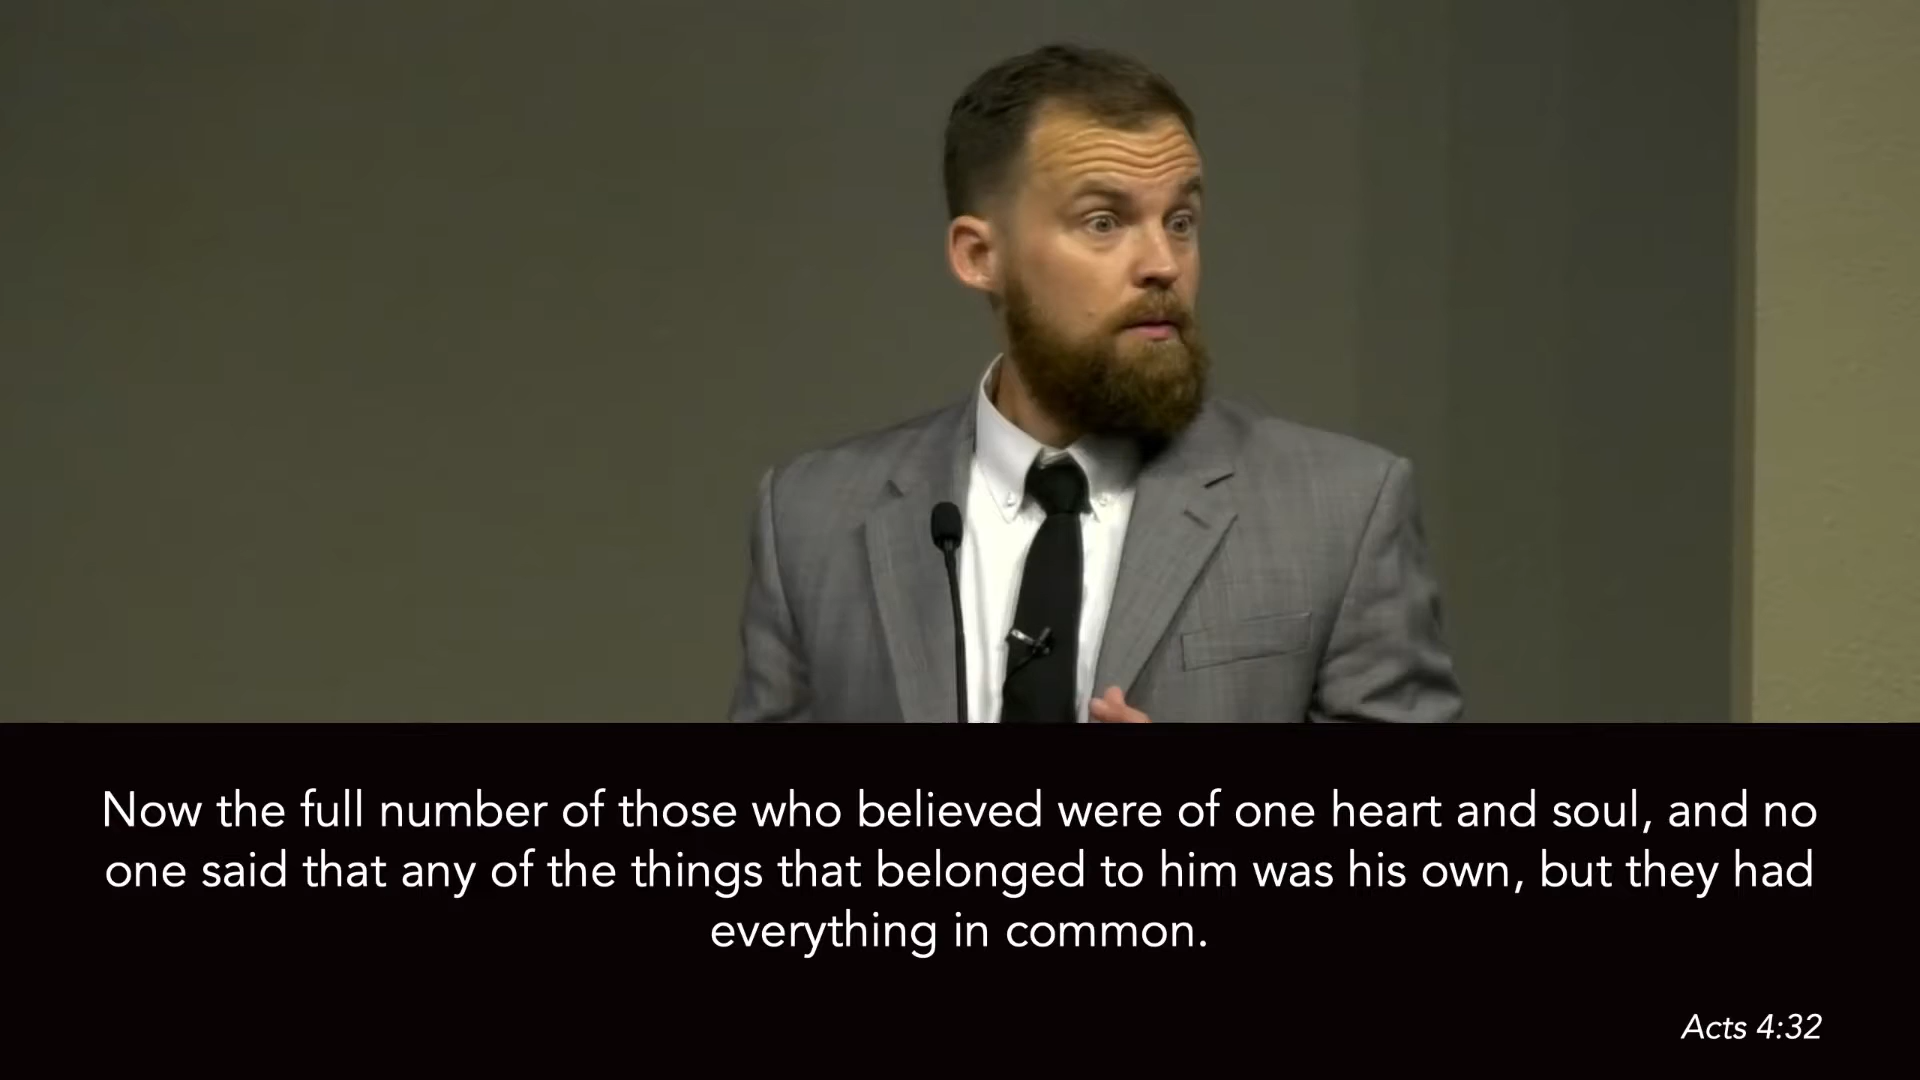 Now the full number of those who believed were of one heart and soul, and no
one said that any of the things that belonged to him was his own, but they had
everything in common.
Acts 4:32